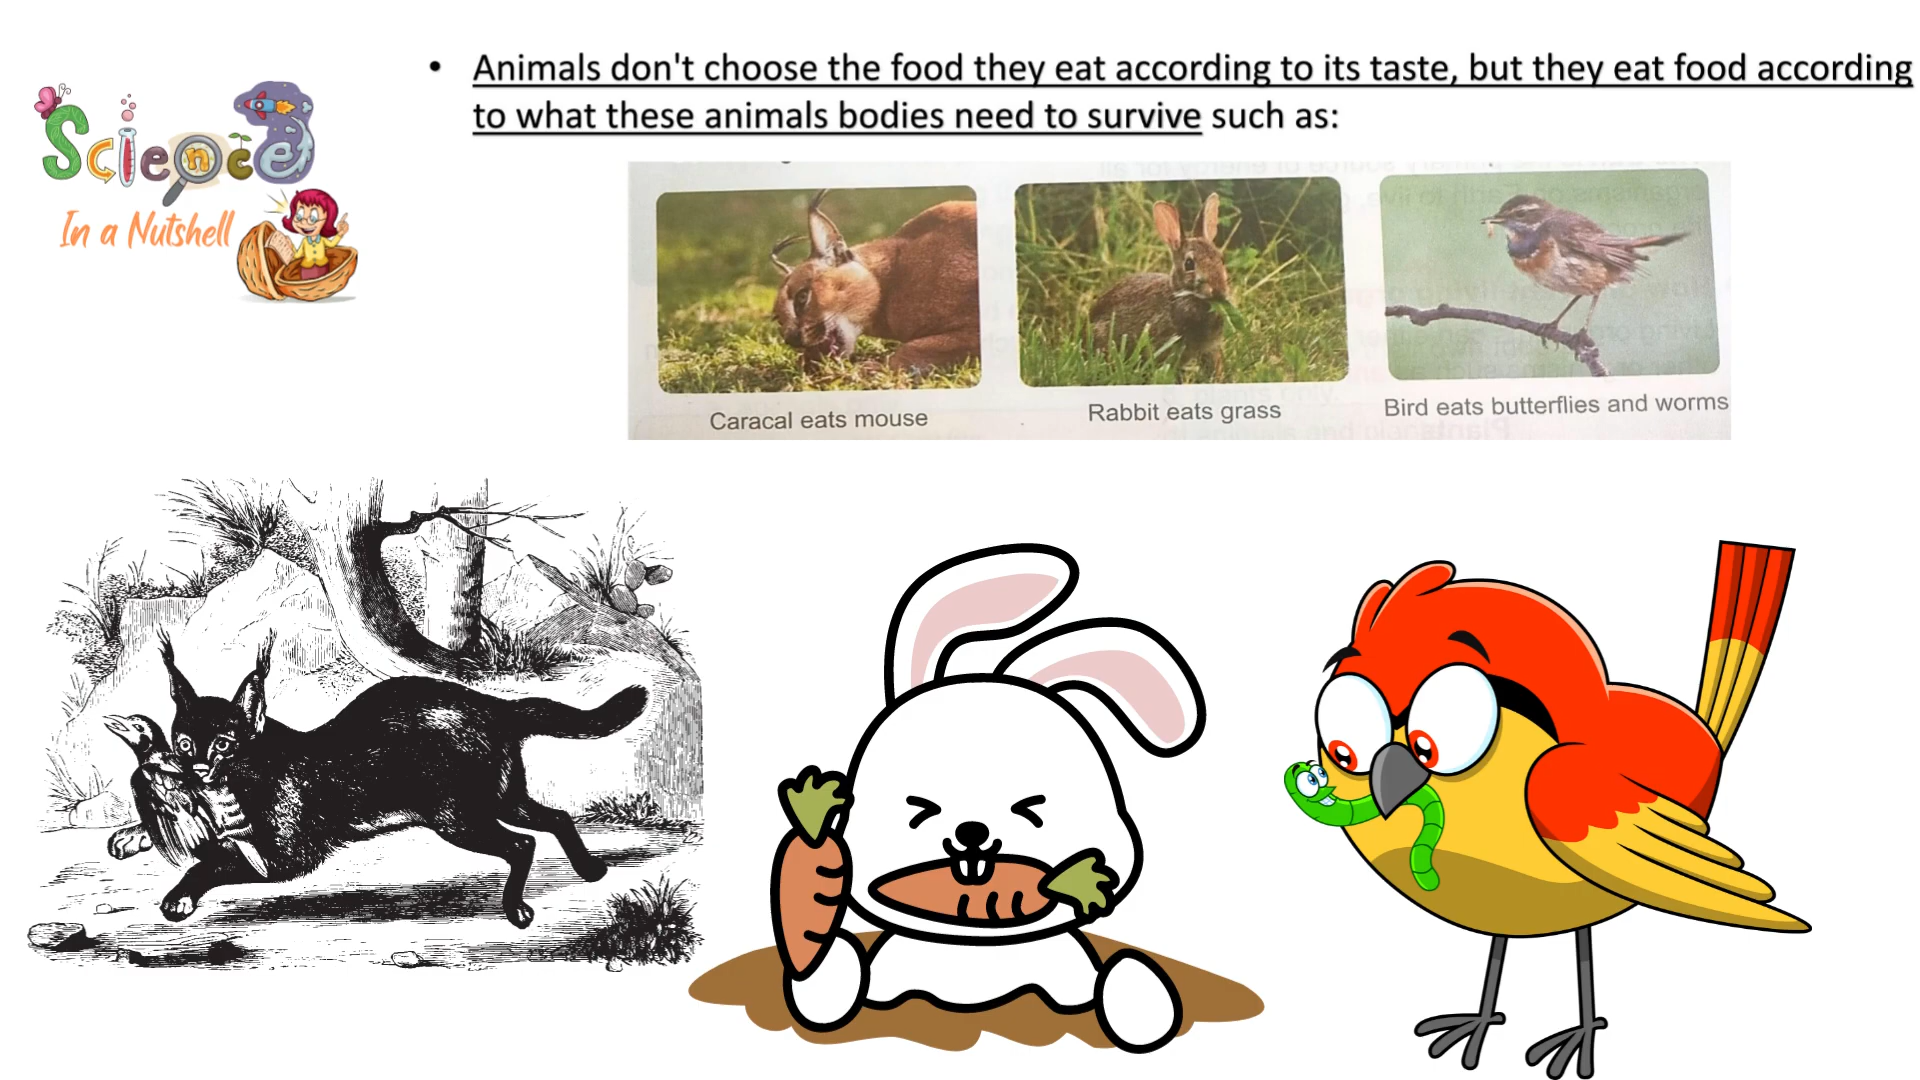 Science
In a Nutshell
• Animals don't choose the food they eat according to its taste, but they eat food according
to what these animals bodies need to survive such as:
Caracal eats mouse
Rabbit eats grass
Bird eats butterflies and worms